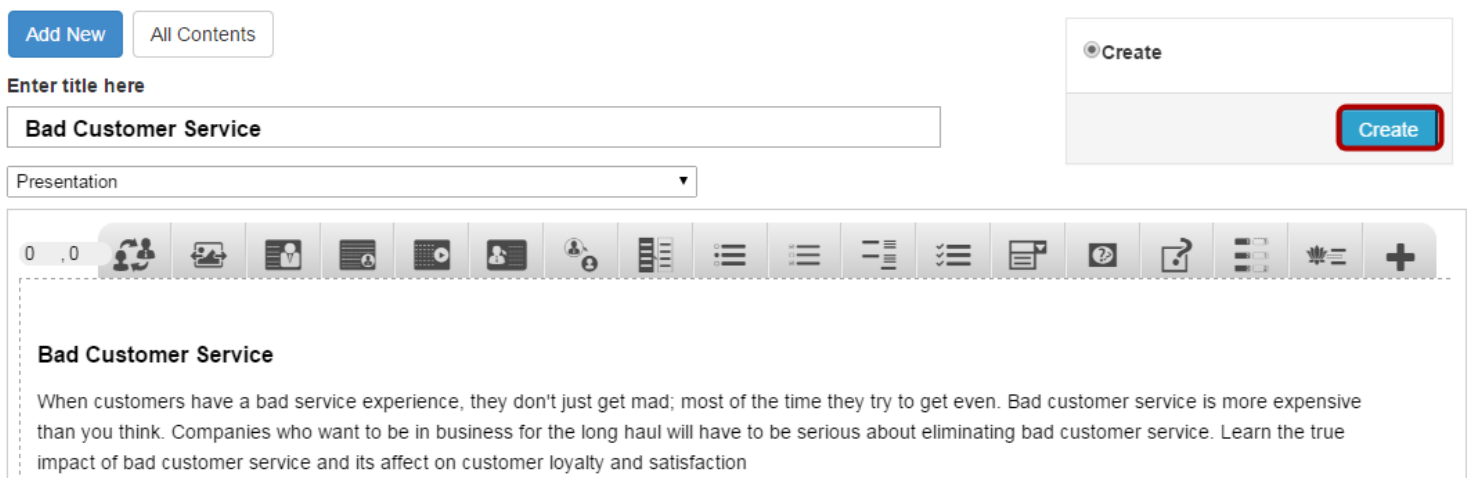 Add New All Contents
Create
Enter title here
Bad Customer Service
Create
Presentation
0 ,0
Bad Customer Service
When customers have a bad service experience, they don't just get mad; most of the time they try to get even. Bad customer service is more expensive
than you think. Companies who want to be in business for the long haul will have to be serious about eliminating bad customer service. Learn the true
impact of bad customer service and its affect on customer loyalty and satisfaction